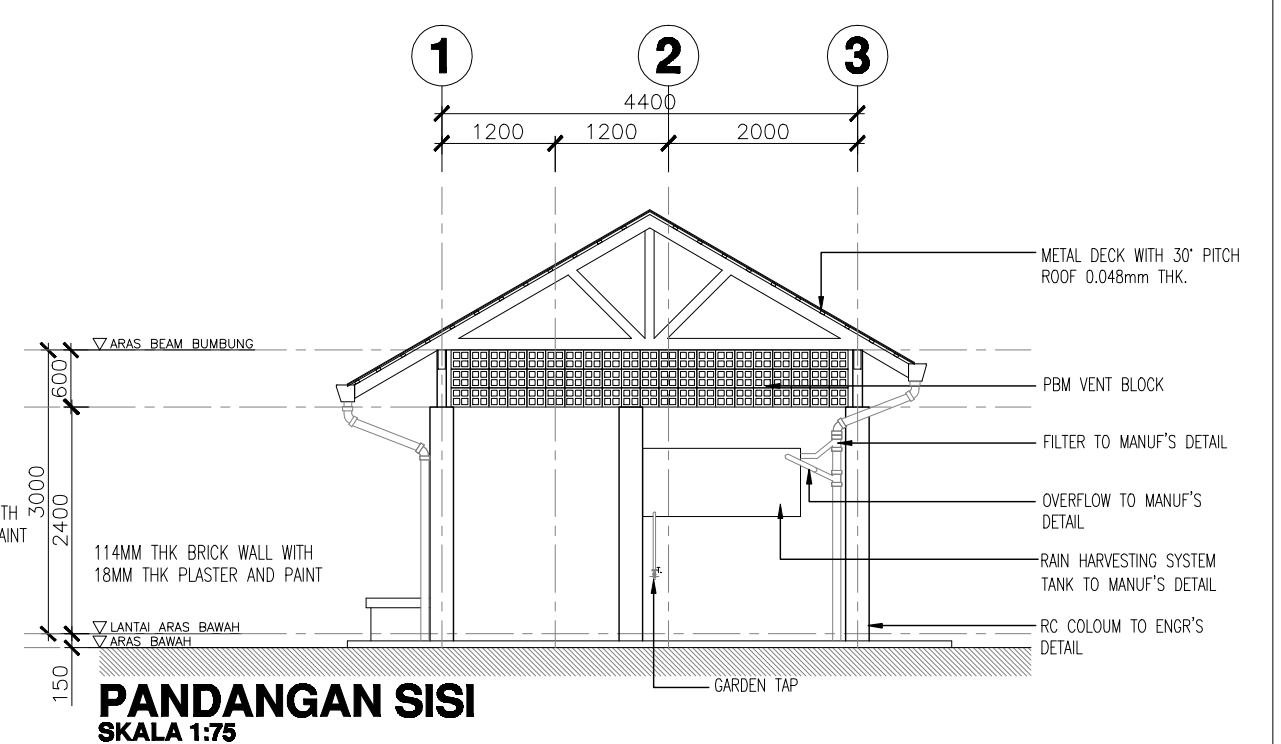 1 2 3
4400
1200 1200 2000
METAL DECK WITH 30° PITCH
ROOF 0.048mm THK.
ARAS BEAM BUMBUNG
600
PBM VENT BLOCK
FILTER TO MANUF'S DETAIL
3000
2400
OVERFLOW TO MANUF'S
DETAIL
TH
AINT
114MM THK BRICK WALL WITH
18MM THK PLASTER AND PAINT
RAIN HARVESTING SYSTEM
TANK TO MANUF'S DETAIL
T.
LANTAI ARAS BAWAH
ARAS BAWAH
RC COLOUM TO ENGR'S
DETAIL
150
GARDEN TAP
PANDANGAN SISI
SKALA 1:75